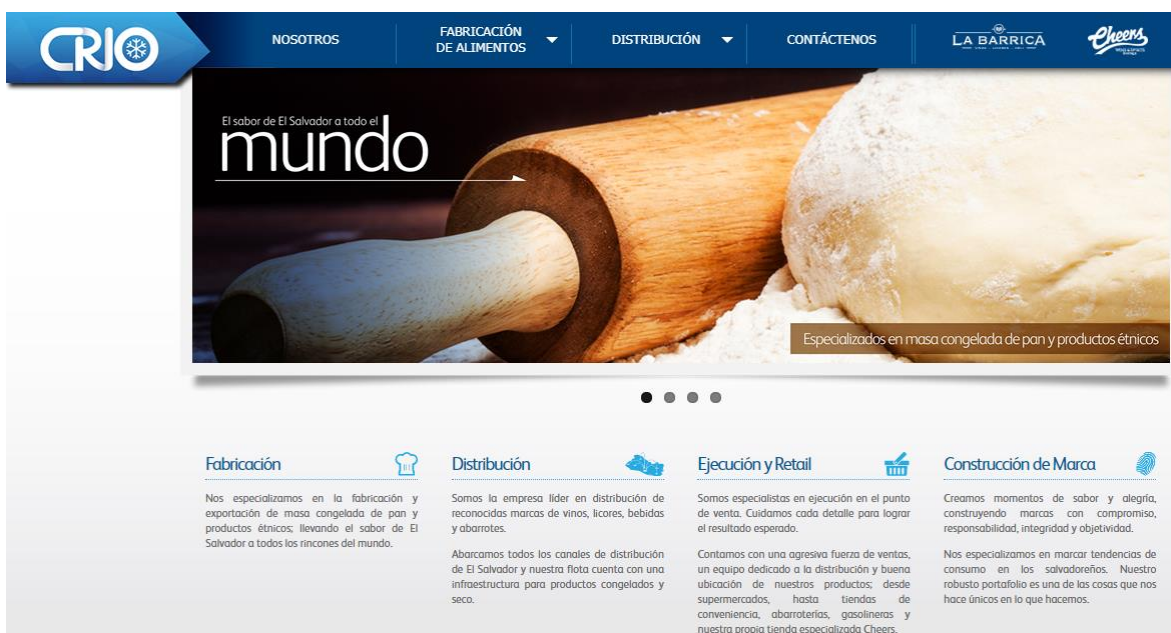 CRIO
NOSOTROS
FABRICACIÓN
DE ALIMENTOS
DISTRIBUCIÓN
CONTÁCTENOS
LA BARRICA
Cheers
El sabor de El Salvador a todo el
mundo
Especializados en masa congelada de pan y productos étnicos
Fabricación
Nos especializamos en la fabricación y
exportación de masa congelada de pan y
productos étnicos; llevando el sabor de El
Salvador a todos los rincones del mundo.
Distribución
Somos la empresa líder en distribución de
reconocidas marcas de vinos, licores, bebidas
y abarrotes.
Abarcamos todos los canales de distribución
de El Salvador y nuestra flota cuenta con una
infraestructura para productos congelados y
seco.
Ejecución y Retail
Somos especialistas en ejecución en el punto
de venta. Cuidamos cada detalle para lograr
el resultado esperado.
Contamos con una agresiva fuerza de ventas,
un equipo dedicado a la distribución y buena
ubicación de nuestros productos; desde
supermercados, hasta tiendas de
conveniencia, abarroterías, gasolineras y
nuestra propia tienda especializada Cheers.
Construcción de Marca
Creamos momentos de sabor y alegría,
construyendo marcas con compromiso,
responsabilidad, integridad y objetividad.
Nos especializamos en marcar tendencias de
consumo en los salvadoreños. Nuestro
robusto portafolio es una de las cosas que nos
hace únicos en lo que hacemos.